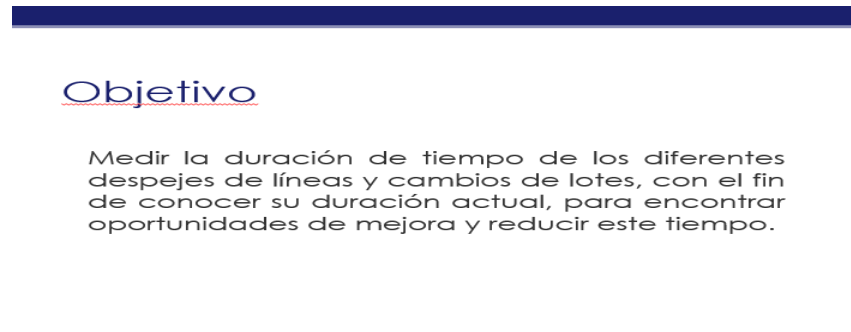 Objetivo
Medir la duración de tiempo de los diferentes
despejes de líneas y cambios de lotes, con el fin
de conocer su duración actual, para encontrar
oportunidades de mejora y reducir este tiempo.